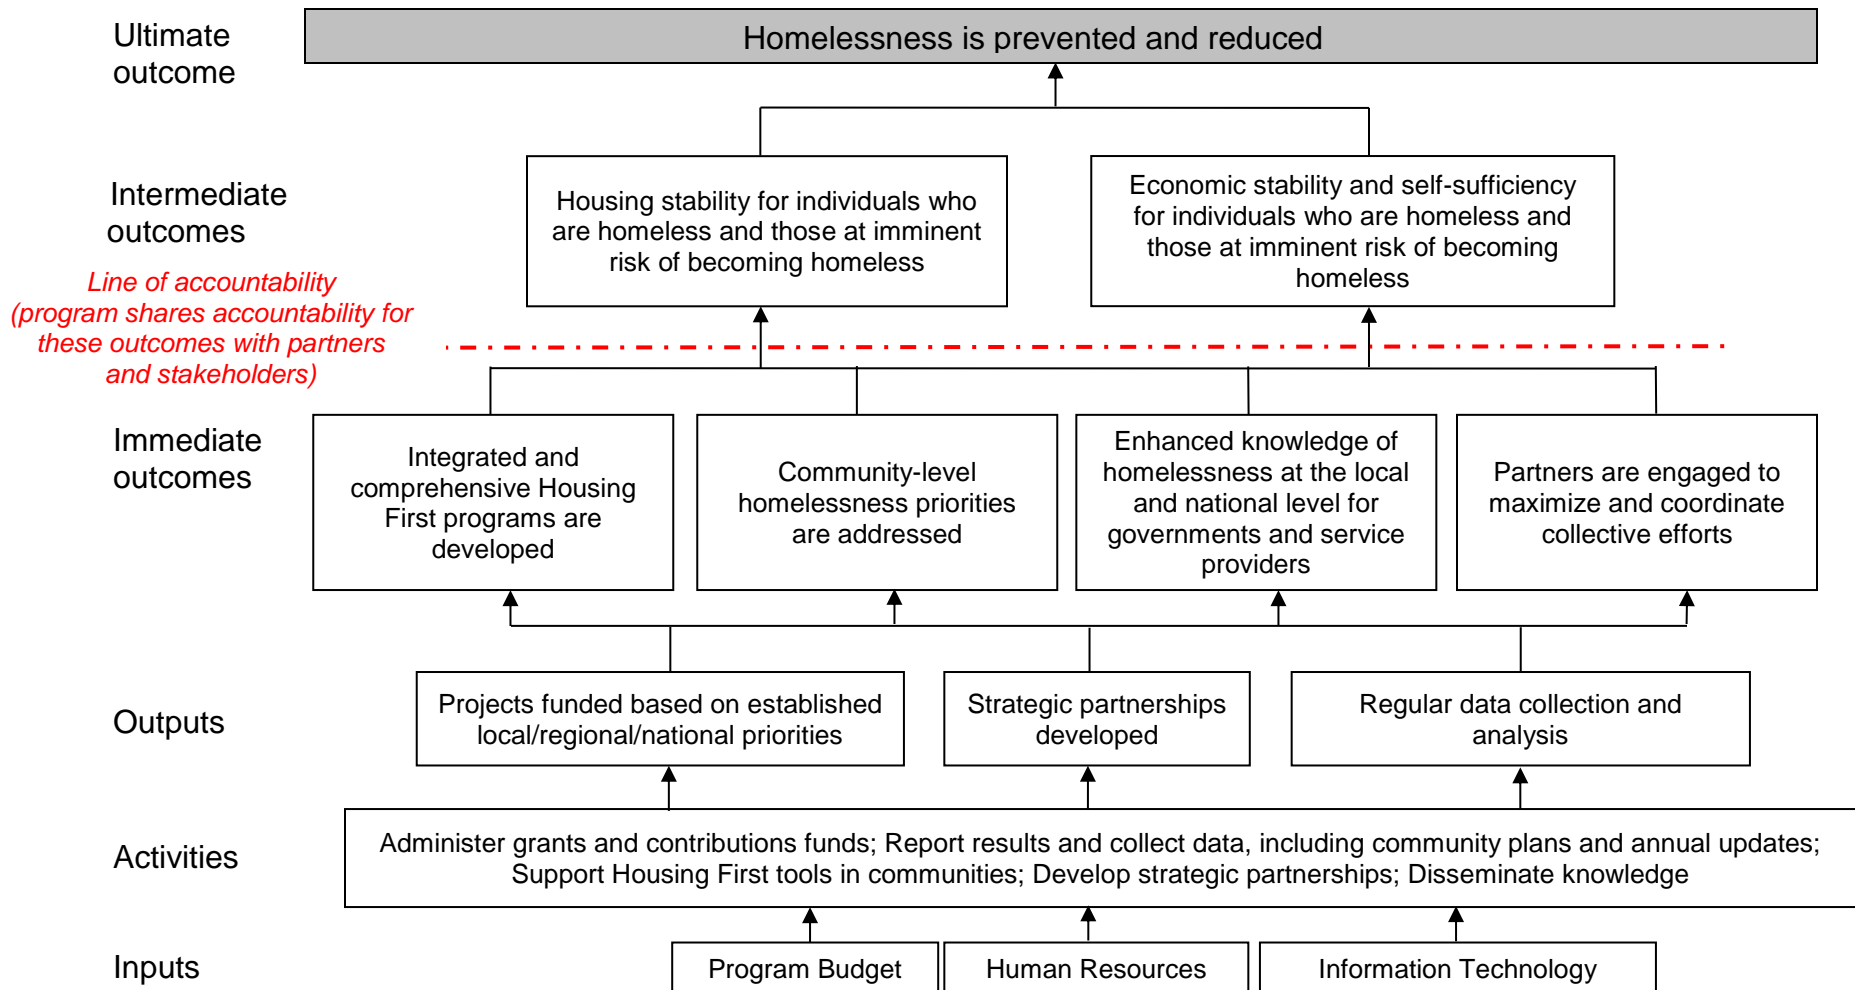 Ultimate
outcome
Homelessness is prevented and reduced
Intermediate
outcomes
Housing stability for individuals who
are homeless and those at imminent
risk of becoming homeless
Economic stability and self-sufficiency
for individuals who are homeless and
those at imminent risk of becoming
homeless
Line of accountability
(program shares accountability for
these outcomes with partners
and stakeholders)
Immediate
outcomes
Integrated and
comprehensive Housing
First programs are
developed
Community-level
homelessness priorities
are addressed
Enhanced knowledge of
homelessness at the local
and national level for
governments and service
providers
Partners are engaged to
maximize and coordinate
collective efforts
Outputs
Projects funded based on established
local/regional/national priorities
Strategic partnerships
developed
Regular data collection and
analysis
Activities
Administer grants and contributions funds; Report results and collect data, including community plans and annual updates;
Support Housing First tools in communities; Develop strategic partnerships; Disseminate knowledge
Inputs
Program Budget
Human Resources
Information Technology